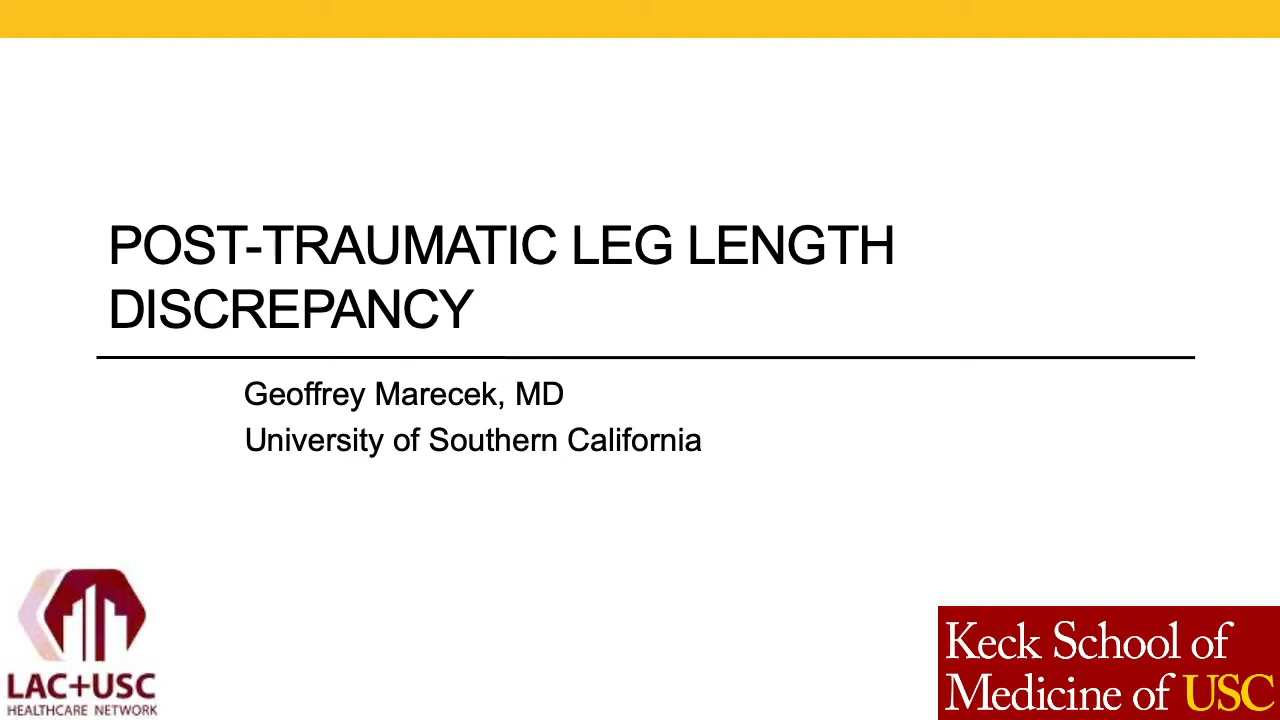 POST-TRAUMATIC LEG LENGTH
DISCREPANCY
Geoffrey Marecek, MD
University of Southern California
LAC+USC
HEALTHCARE NETWORK
Keck School of
Medicine of USC